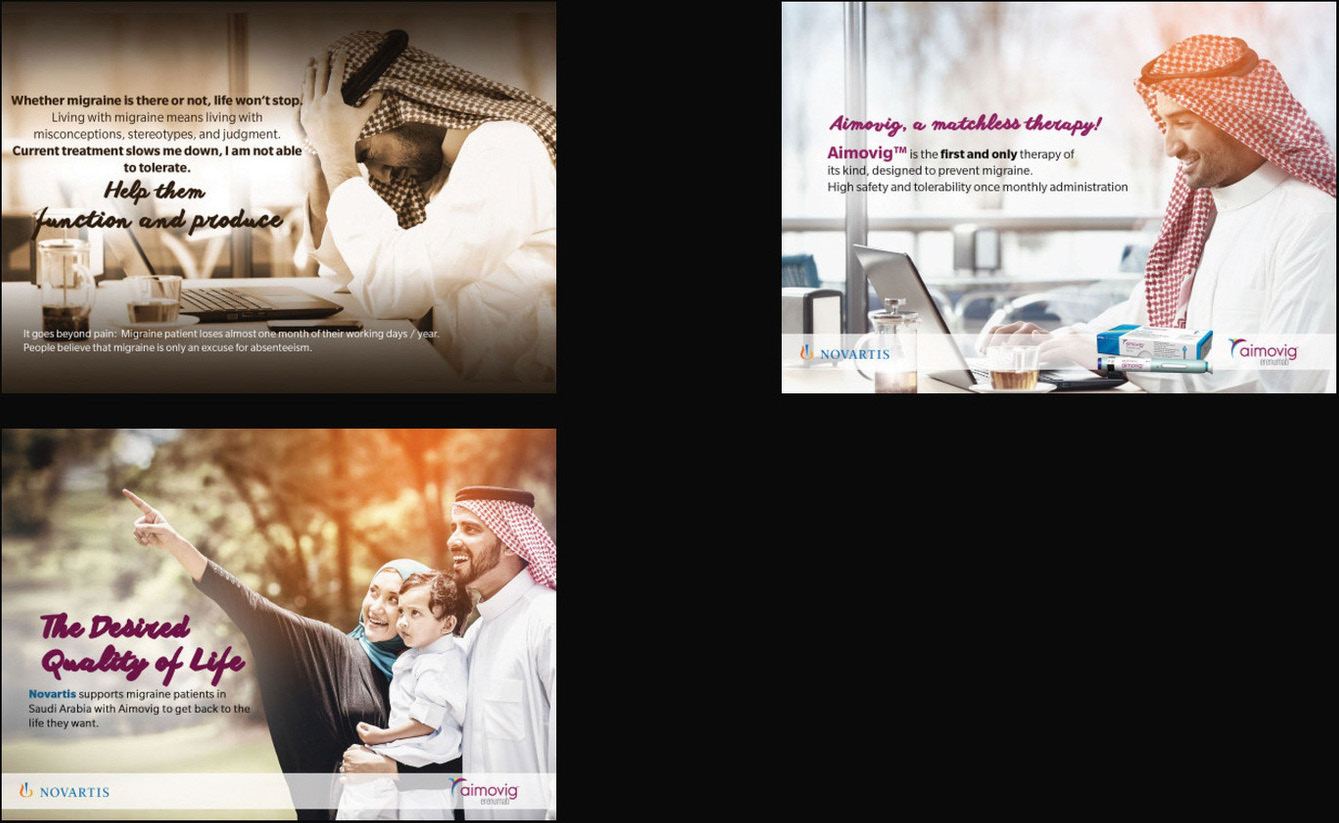 Whether migraine is there or not, life won't stop.
Living with migraine means living with
misconceptions, stereotypes, and judgment.
Current treatment slows me down, I am not able
to tolerate.
Help them
function and produce
It goes beyond pain: Migraine patient loses almost one month of their working days / year.
People believe that migraine is only an excuse for absenteeism.
Aimovig, a matchless therapy!
Aimovig™ is the first and only therapy of
its kind, designed to prevent migraine.
High safety and tolerability once monthly administration
NOVARTIS
aimovig
aimovig
aimovig
erenumab
The Desired
Quality of Life
Novartis supports migraine patients in
Saudi Arabia with Aimovig to get back to the
life they want.
NOVARTIS
aimovig
erenumab